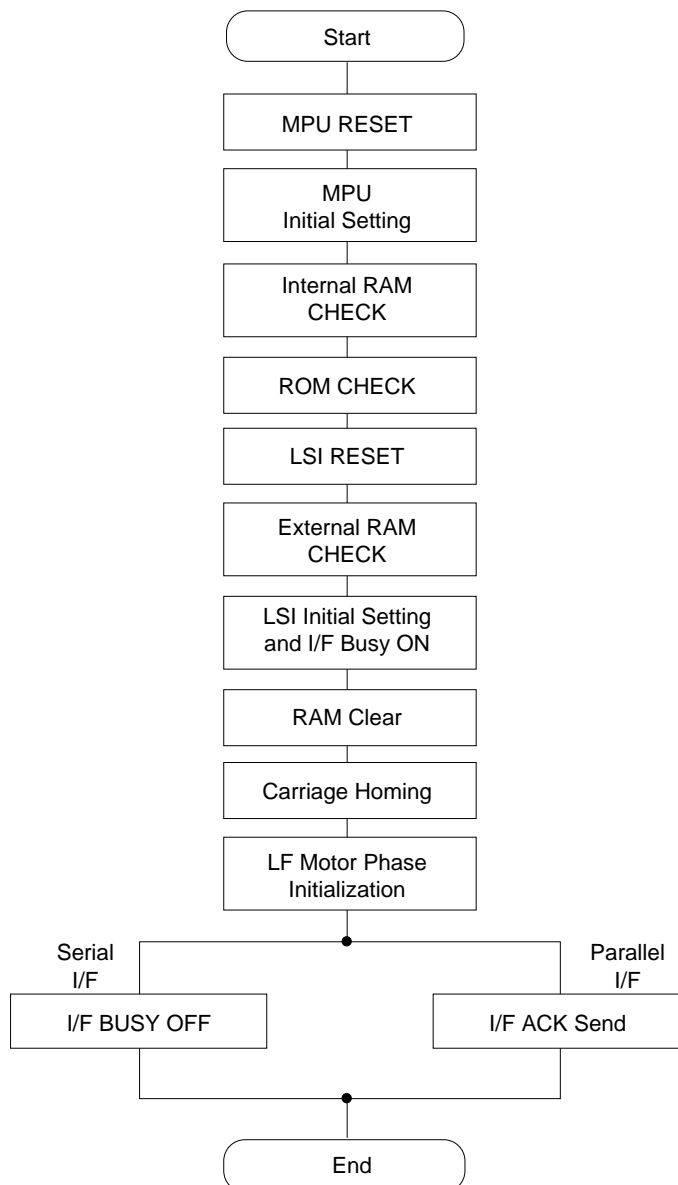 Start
MPU RESET
MPU
Initial Setting
Internal RAM
CHECK
ROM CHECK
LSI RESET
External RAM
CHECK
LSI Initial Setting
and I/F Busy ON
RAM Clear
Carriage Homing
LF Motor Phase
Initialization
Serial
I/F
I/F BUSY OFF
Parallel
I/F
I/F ACK Send
End